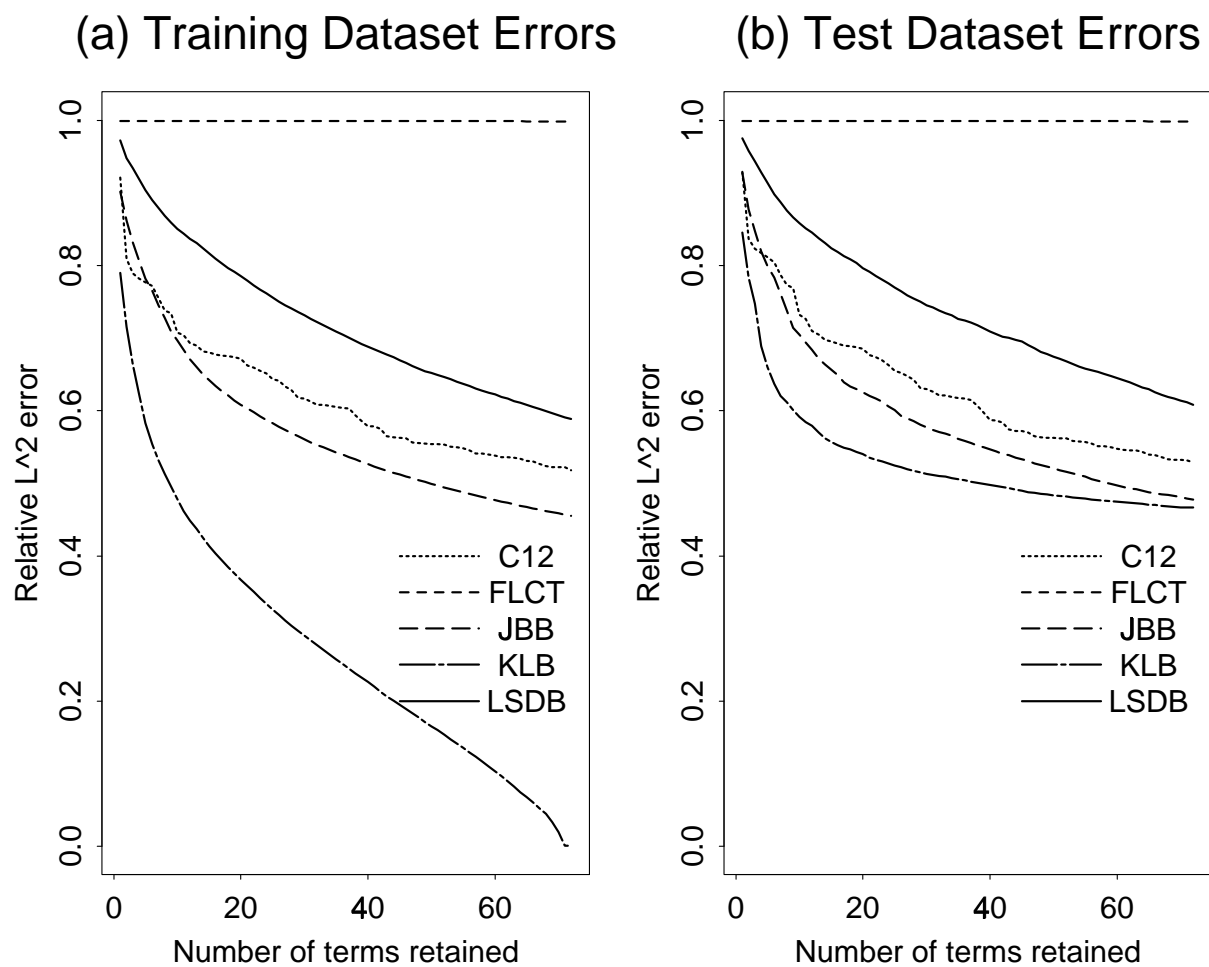 (a) Training Dataset Errors
Relative L^2 error
1.0
0.8
0.6
0.4
0.2
0.0
C12
FLCT
JBB
KLB
LSDB
0 20 40 60
Number of terms retained
(b) Test Dataset Errors
Relative L^2 error
1.0
0.8
0.6
0.4
0.2
0.0
C12
FLCT
JBB
KLB
LSDB
0 20 40 60
Number of terms retained